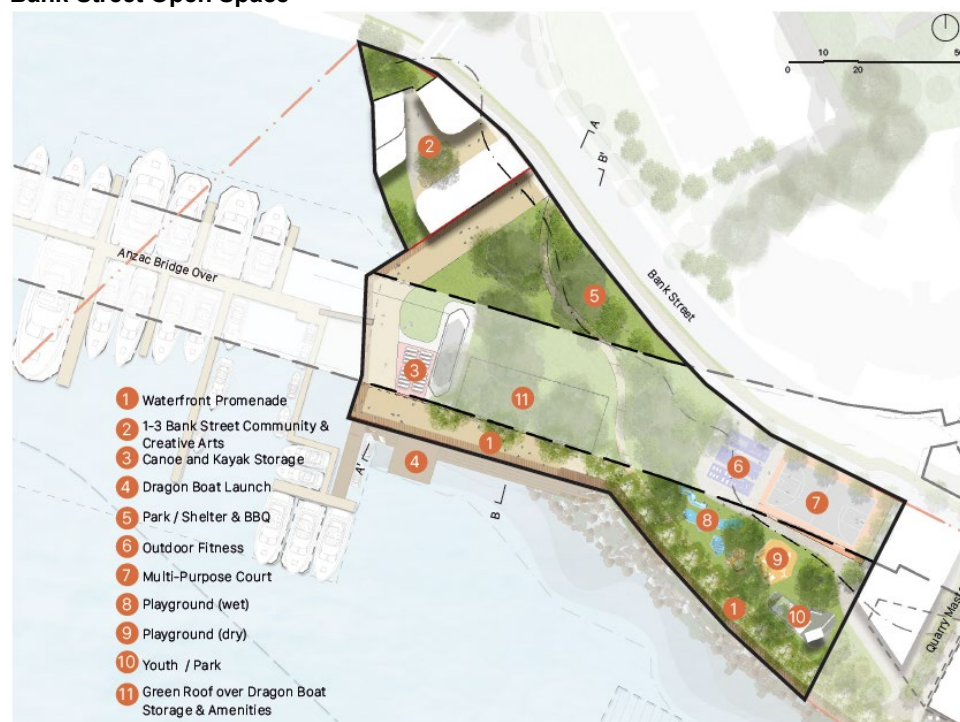 Bank Street Open Space
10
50
0
20
A
B'
2
Anzac Bridge Over
5
Bank Street
3
11
1
4
A'
B
6
7
8
9
1
10
1 Waterfront Promenade
2 1-3 Bank Street Community &
Creative Arts
3 Canoe and Kayak Storage
4 Dragon Boat Launch
5 Park / Shelter & BBQ
6 Outdoor Fitness
7 Multi-Purpose Court
8 Playground (wet)
9 Playground (dry)
10 Youth / Park
11 Green Roof over Dragon Boat
Storage & Amenities